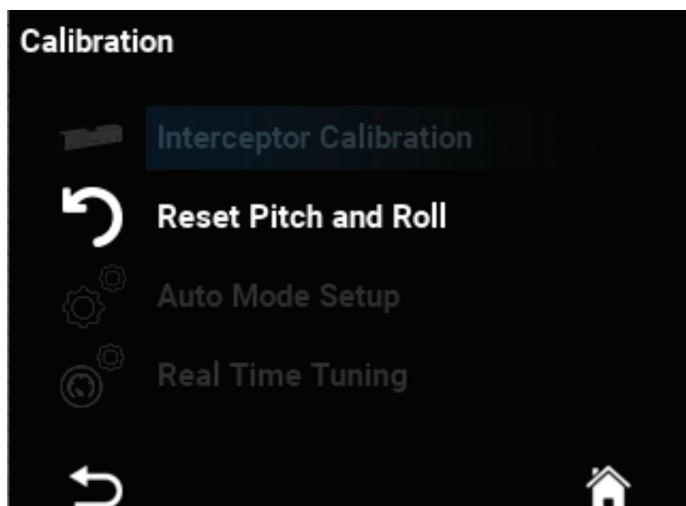 Calibration
Interceptor Calibration
Reset Pitch and Roll
Auto Mode Setup
Real Time Tuning